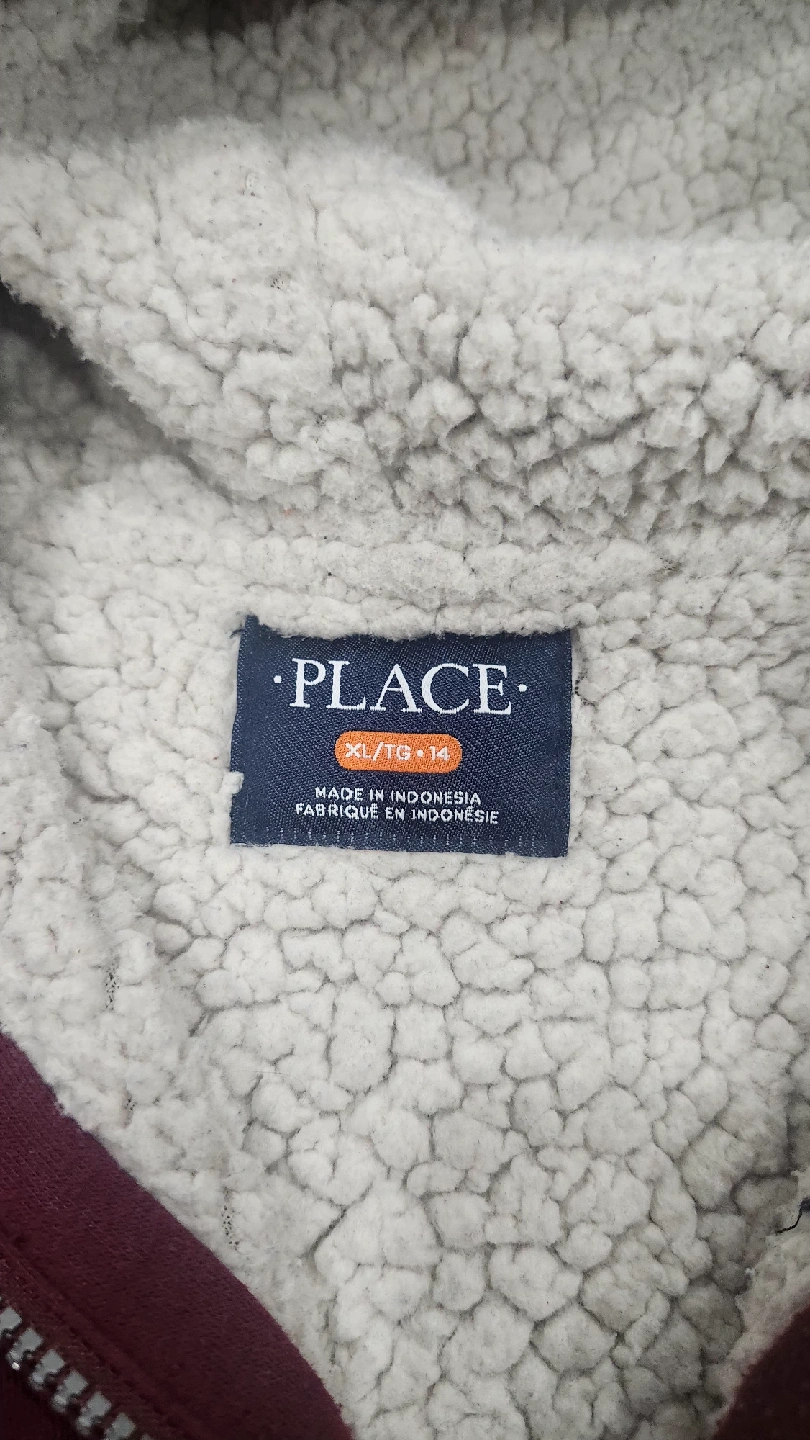 ·PLACE·
XL/TG • 14
MADE IN INDONESIA
FABRIQUÉ EN INDONÉSIE